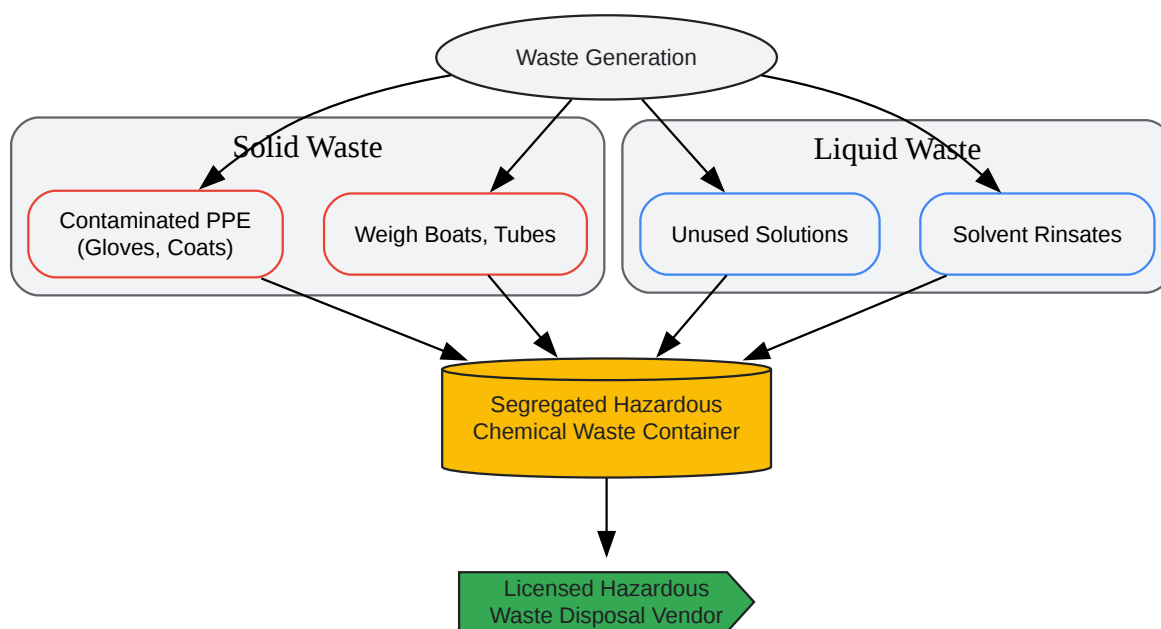 Waste Generation
Solid Waste
Liquid Waste
Contaminated PPE
(Gloves, Coats)
Weigh Boats, Tubes
Unused Solutions
Solvent Rinsates
Segregated Hazardous
Chemical Waste Container
Licensed Hazardous
Waste Disposal Vendor